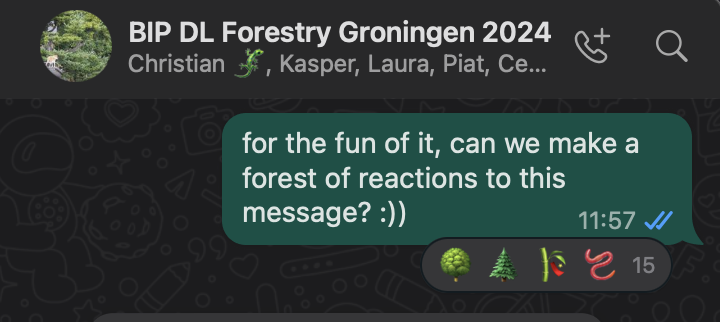 BIP DL Forestry Groningen 2024
Christian 🦎, Kasper, Laura, Piat, Ce...
for the fun of it, can we make a
forest of reactions to this
message? :))
11:57
15